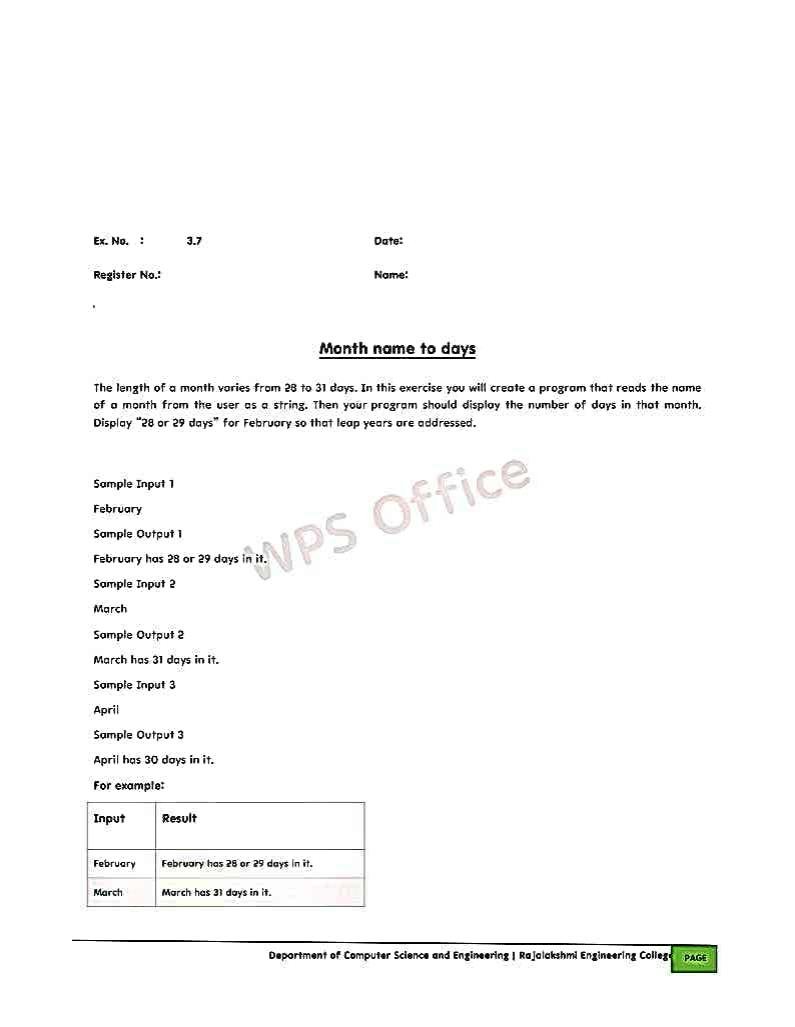 Ex. No. : 3.7 Date:
Register No.: Name:
.
Month name to days
The length of a month varies from 28 to 31 days. In this exercise you will create a program that reads the name
of a month from the user as a string. Then your program should display the number of days in that month.
Display “28 or 29 days” for February so that leap years are addressed.
Sample Input 1
February
Sample Output 1
February has 28 or 29 days in it.
Sample Input 2
March
Sample Output 2
March has 31 days in it.
Sample Input 3
April
Sample Output 3
April has 30 days in it.
For example:
Input Result
February February has 28 or 29 days in it.
March March has 31 days in it.
WPS Office
Department of Computer Science and Engineering | Rajalakshmi Engineering College PAGE